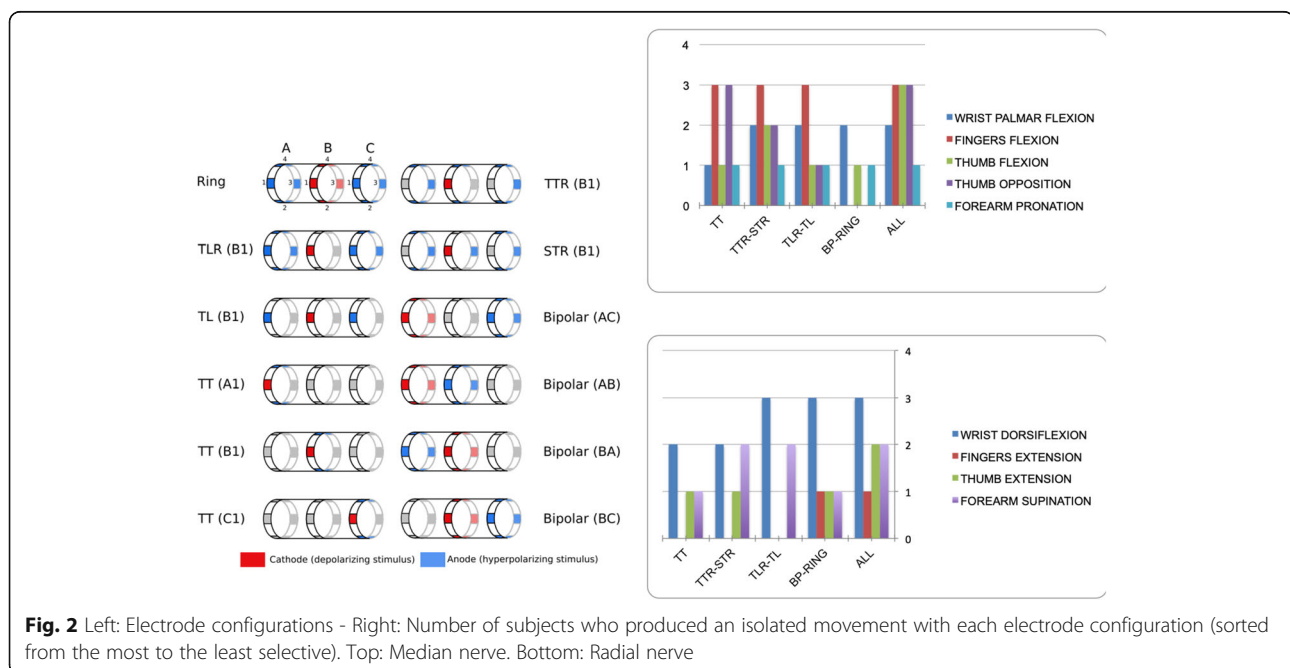 A B C
4 4 4
Ring
1 3 1 3 1 3
2 2 2
TTR (B1)
TLR (B1)
STR (B1)
TL (B1)
Bipolar (AC)
TT (A1)
Bipolar (AB)
TT (B1)
Bipolar (BA)
TT (C1)
Bipolar (BC)
Cathode (depolarizing stimulus)
Anode (hyperpolarizing stimulus)
4
3
2
1
0
TT
TTR-STR
TLR-TL
BP-RING
ALL
WRIST PALMAR FLEXION
FINGERS FLEXION
THUMB FLEXION
THUMB OPPOSITION
FOREARM PRONATION
4
3
2
1
0
TT
TTR-STR
TLR-TL
BP-RING
ALL
WRIST DORSIFLEXION
FINGERS EXTENSION
THUMB EXTENSION
FOREARM SUPINATION
Fig. 2 Left: Electrode configurations - Right: Number of subjects who produced an isolated movement with each electrode configuration (sorted
from the most to the least selective). Top: Median nerve. Bottom: Radial nerve